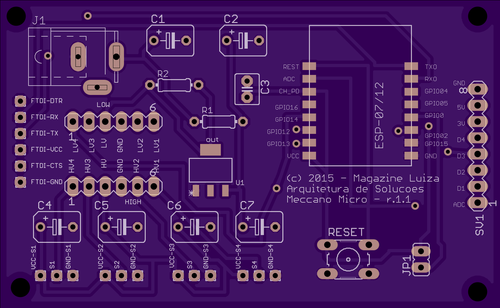 J1
C1
C2
R2
C3
R1
LOW
6
1
LV4
LV3
LV
GND
LV2
LV1
HV4
HV3
HV
GND
HV2
HV1
1
HIGH
out
U1
FTDI-DTR
FTDI-RX
FTDI-TX
FTDI-VCC
FTDI-CTS
FTDI-GND
REST
ADC
CH_PD
GPIO16
GPIO14
GPIO12
GPIO13
VCC
ESP-07/12
TXO
RXO
GPIO4
GPIO5
GPIO0
GPIO2
GPIO15
GND
GND
8
5V
3V
D4
D3
D2
D1
ADC
SV1
1
(c) 2015 - Magazine Luiza
Arquitetura de Solucoes
Meccano Micro - r.1.1
C4
C5
C6
C7
RESET
JP1
VCC-S1
S1
GND-S1
VCC-S2
S2
GND-S2
VCC-S3
S3
GND-S3
VCC-S4
S4
GND-S4